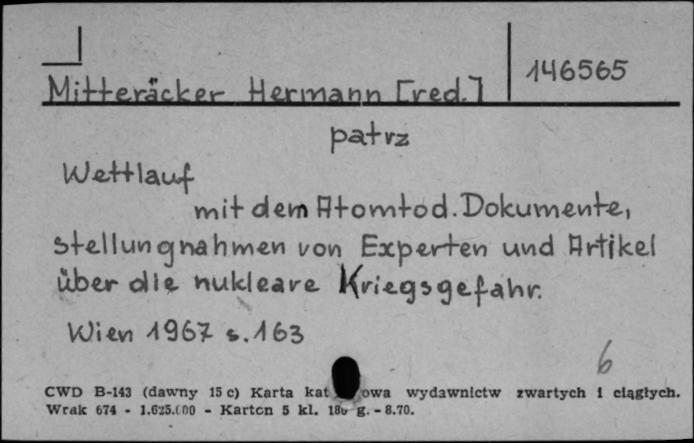 146565
Mitteräcker Hermann [red.]
patrz
Wettlauf
mit dem Atomtod. Dokumente,
stellungnahmen von Experten und Artikel
über die nukleare Kriegsgefahr.
Wien 1967 s. 163
6
CWD B-143 (dawny 15 c) Karta kat owa wydawnictw zwartych i ciągłych.
Wrak 674 - 1.625.000 - Karton 5 kl. 180 g. - 8.70.